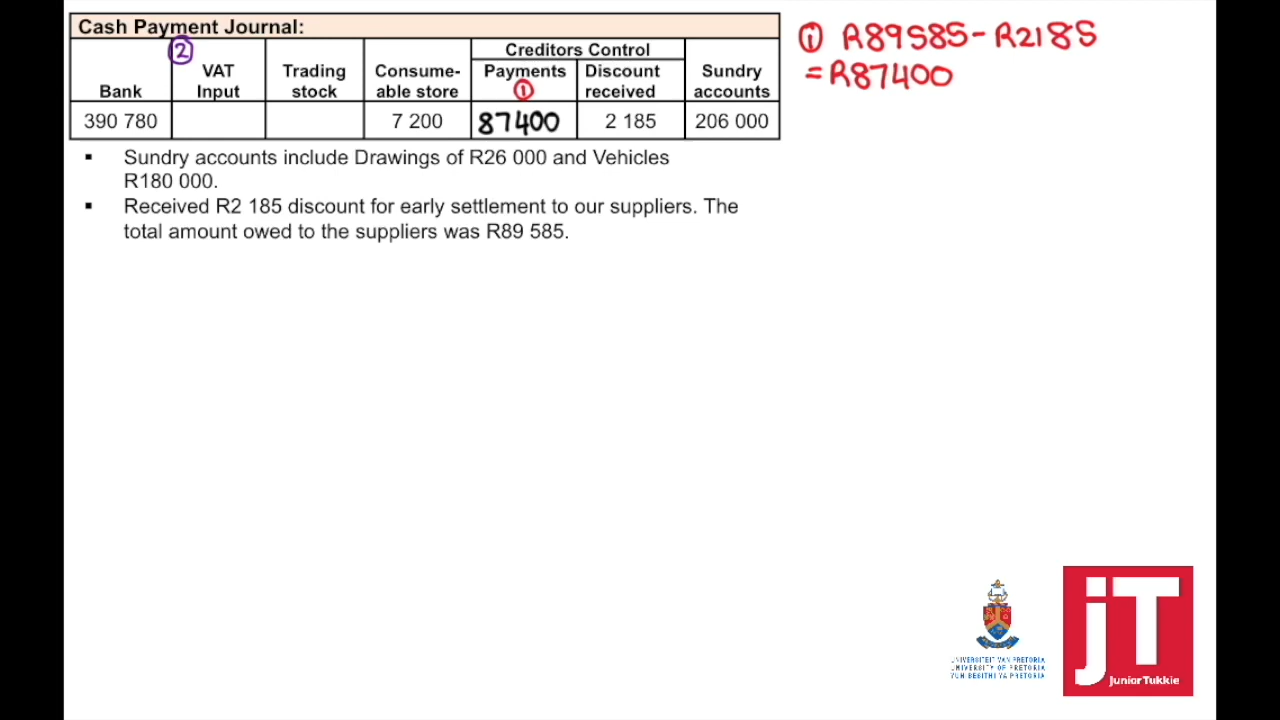 Cash Payment Journal:
Bank | ② VAT Input | Trading stock | Consume-able store | Creditors Control: Payments ① | Discount received | Sundry accounts
390 780 | | | 7 200 | 87400 | 2 185 | 206 000
① R89585 - R2185
= R87400
▪ Sundry accounts include Drawings of R26 000 and Vehicles
R180 000.
▪ Received R2 185 discount for early settlement to our suppliers. The
total amount owed to the suppliers was R89 585.
UNIVERSITEIT VAN PRETORIA
UNIVERSITY OF PRETORIA
YUNIBESITHI YA PRETORIA
jT
Junior Tukkie